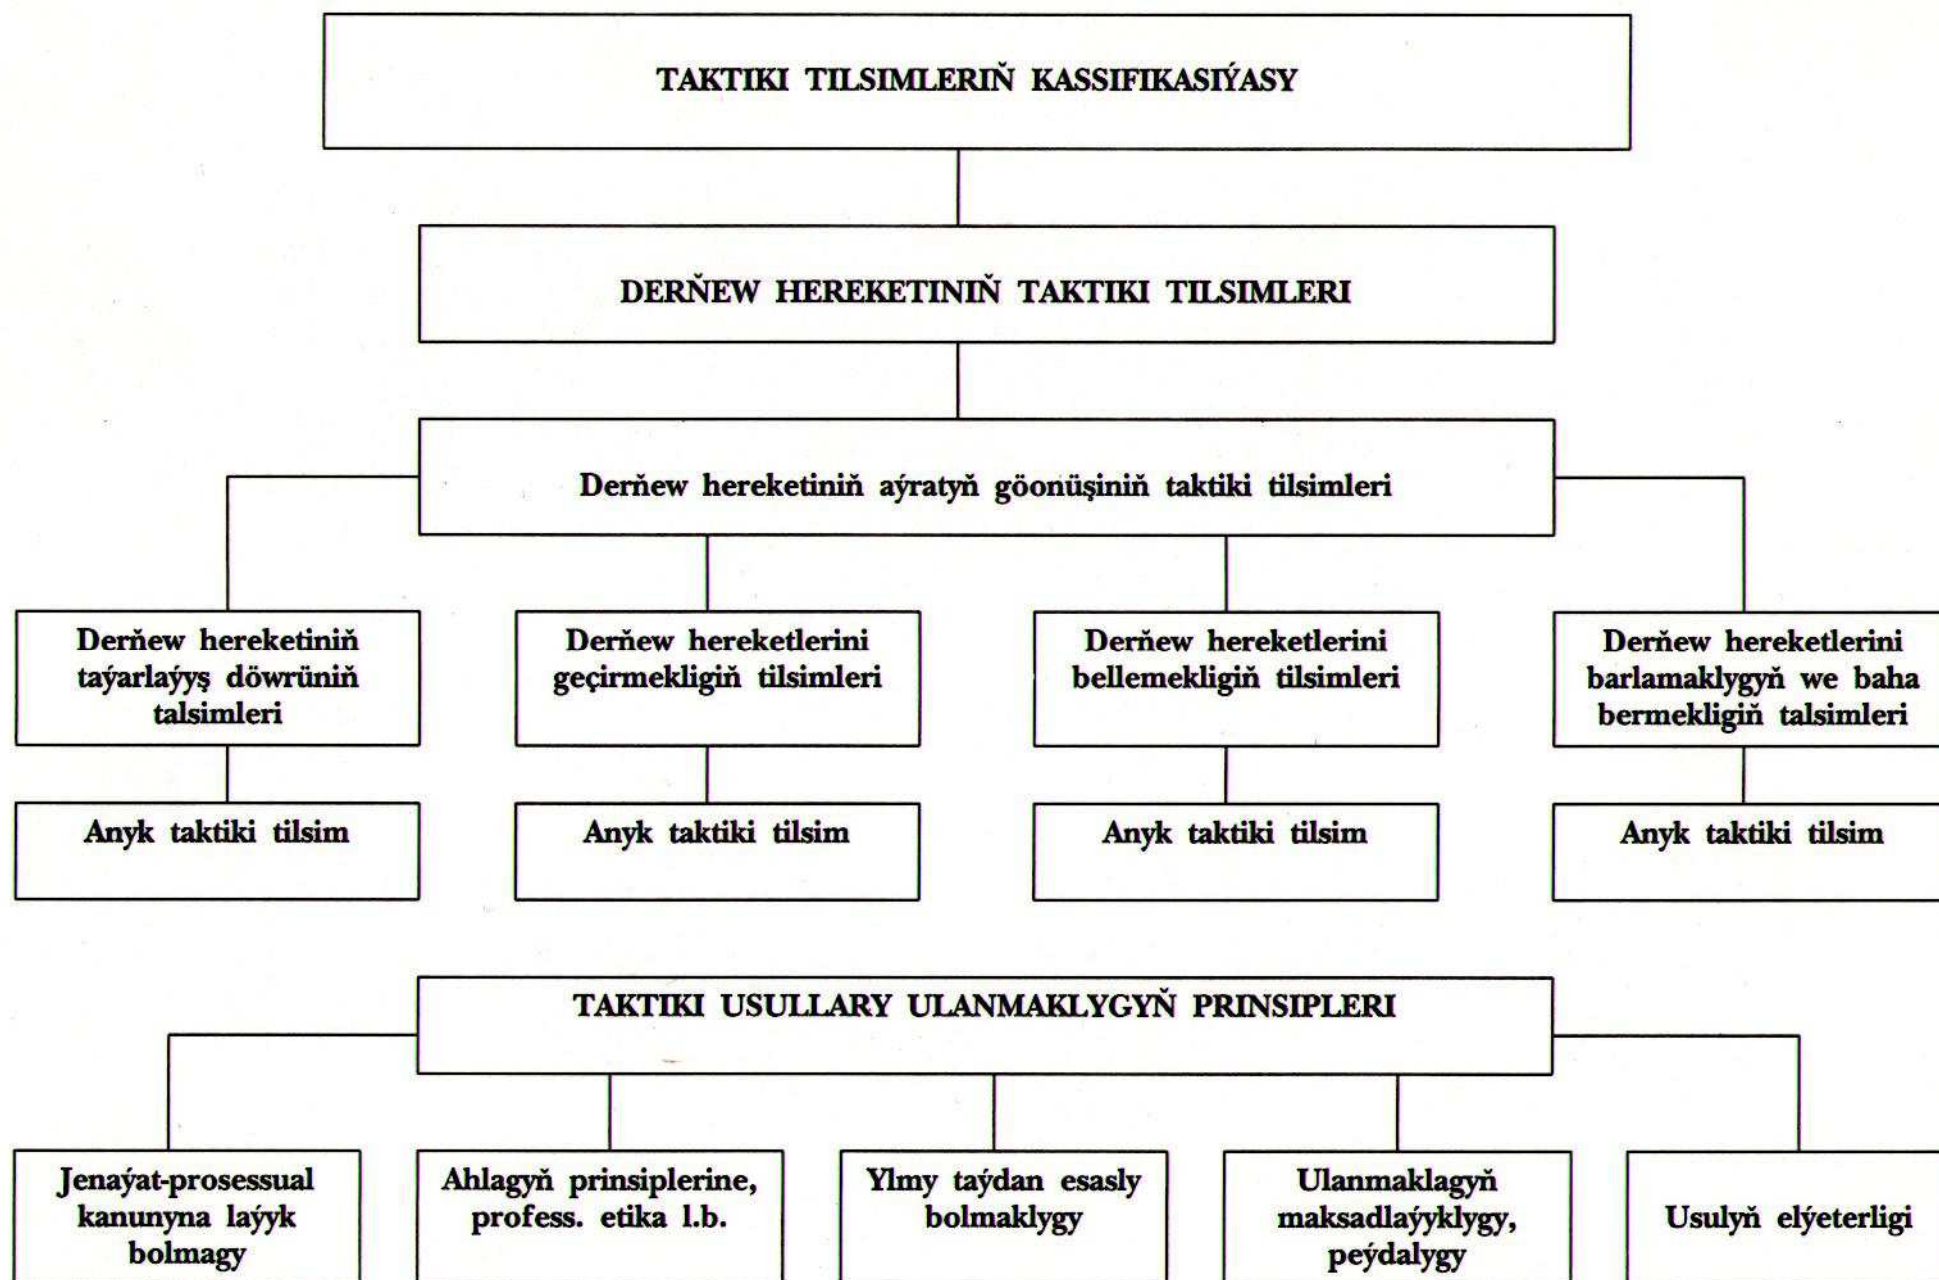 TAKTIKI TILSIMLERIŇ KASSIFIKASIÝASY
DERŇEW HEREKETINIŇ TAKTIKI TILSIMLERI
Derňew hereketiniň aýratyň göonüşiniň taktiki tilsimleri
Derňew hereketiniň
taýarlaýyş döwrüniň
talsimleri
Derňew hereketlerini
geçirmekligiň tilsimleri
Derňew hereketlerini
bellemekligiň tilsimleri
Derňew hereketlerini
barlamaklygyň we baha
bermekligiň talsimleri
Anyk taktiki tilsim
Anyk taktiki tilsim
Anyk taktiki tilsim
Anyk taktiki tilsim
TAKTIKI USULLARY ULANMAKLYGYŇ PRINSIPLERI
Jenaýat-prosessual
kanunyna laýyk
bolmagy
Ahlagyň prinsiplerine,
profess. etika l.b.
Ylmy taýdan esasly
bolmaklygy
Ulanmaklagyň
maksadlaýyklygy,
peýdalygy
Usulyň elýeterligi